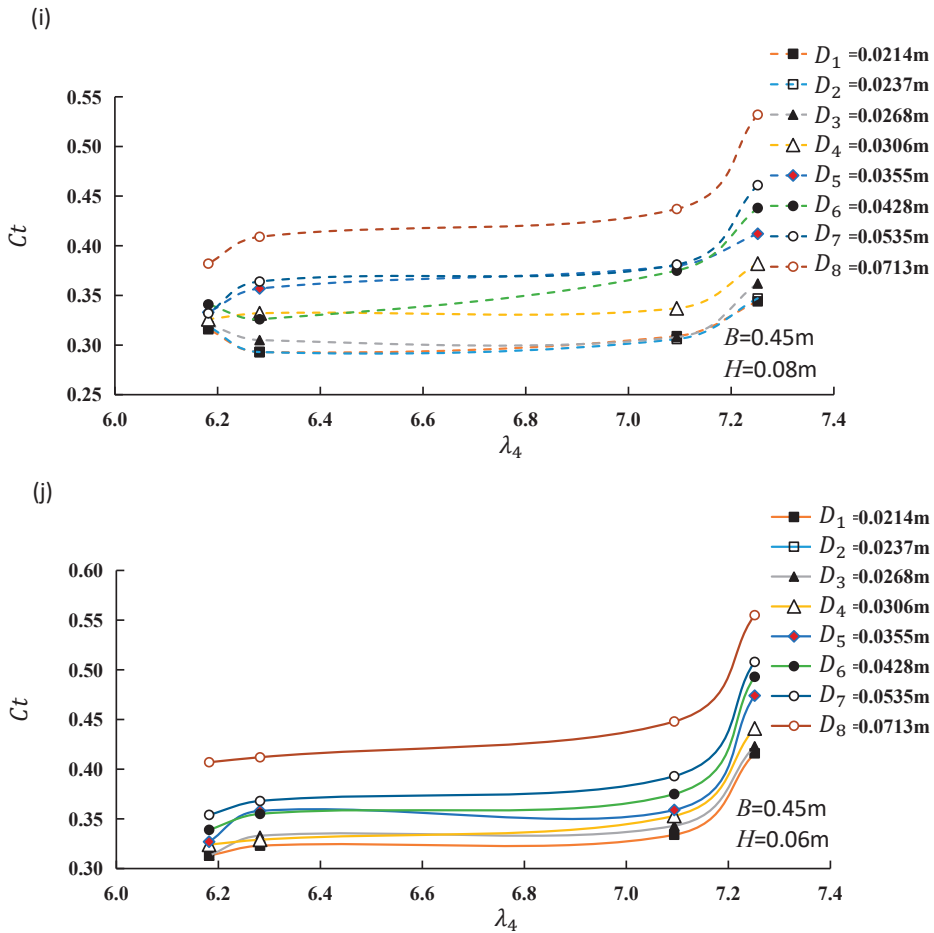 (i)
D₁ =0.0214m
D₂ =0.0237m
D₃ =0.0268m
D₄ =0.0306m
D₅ =0.0355m
D₆ =0.0428m
D₇ =0.0535m
D₈ =0.0713m
0.55
0.50
0.45
0.40
0.35
0.30
0.25
Ct
B=0.45m
H=0.08m
6.0 6.2 6.4 6.6 6.8 7.0 7.2 7.4
λ₄
(j)
D₁ =0.0214m
D₂ =0.0237m
D₃ =0.0268m
D₄ =0.0306m
D₅ =0.0355m
D₆ =0.0428m
D₇ =0.0535m
D₈ =0.0713m
0.60
0.55
0.50
0.45
0.40
0.35
0.30
Ct
B=0.45m
H=0.06m
6.0 6.2 6.4 6.6 6.8 7.0 7.2 7.4
λ₄